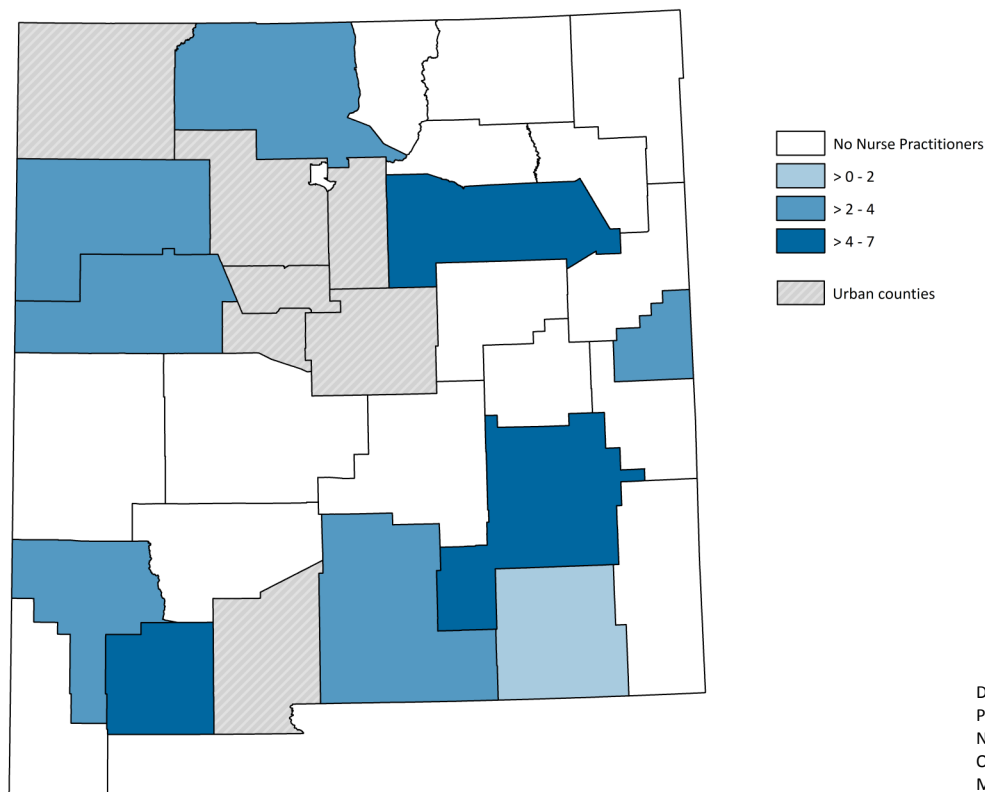 No Nurse Practitioners
> 0 - 2
> 2 - 4
> 4 - 7
Urban counties
D
P
N
O
M